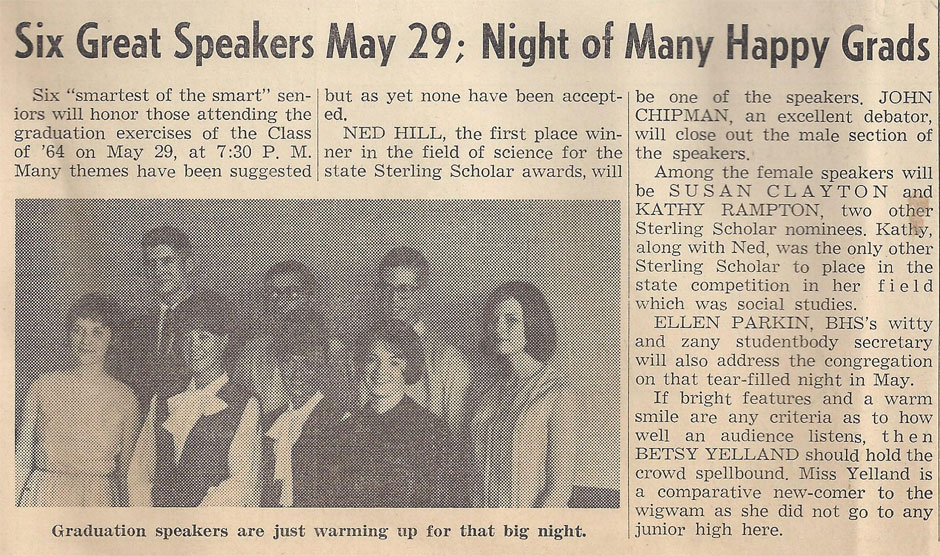 Six Great Speakers May 29; Night of Many Happy Grads
Six "smartest of the smart" sen-
iors will honor those attending the
graduation exercises of the Class
of '64 on May 29, at 7:30 P. M.
Many themes have been suggested
but as yet none have been accept-
ed.
NED HILL, the first place win-
ner in the field of science for the
state Sterling Scholar awards, will
be one of the speakers. JOHN
CHIPMAN, an excellent debator,
will close out the male section of
the speakers.
Among the female speakers will
be SUSAN CLAYTON and
KATHY RAMPTON, two other
Sterling Scholar nominees. Kathy,
along with Ned, was the only other
Sterling Scholar to place in the
state competition in her field
which was social studies.
ELLEN PARKIN, BHS's witty
and zany studentbody secretary
will also address the congregation
on that tear-filled night in May.
If bright features and a warm
smile are any criteria as to how
well an audience listens, then
BETSY YELLAND should hold the
crowd spellbound. Miss Yelland is
a comparative new-comer to the
wigwam as she did not go to any
junior high here.
Graduation speakers are just warming up for that big night.